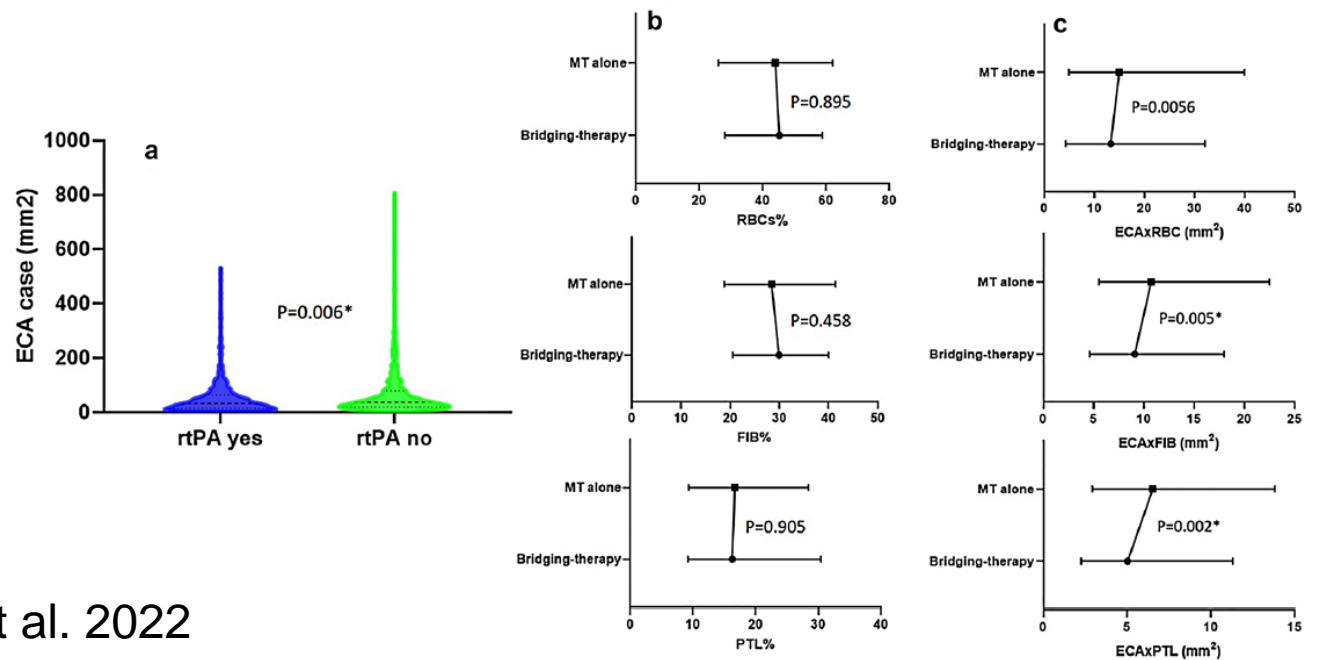 a
ECA case (mm2)
1000
800
600
400
200
0
P=0.006*
rtPA yes
rtPA no
b
MT alone
P=0.895
Bridging-therapy
0 20 40 60 80
RBCs%
MT alone
P=0.458
Bridging-therapy
0 10 20 30 40 50
FIB%
MT alone
P=0.905
Bridging-therapy
0 10 20 30 40
PTL%
c
MT alone
P=0.0056
Bridging-therapy
0 10 20 30 40 50
ECAxRBC (mm²)
MT alone
P=0.005*
Bridging-therapy
0 5 10 15 20 25
ECAxFIB (mm²)
MT alone
P=0.002*
Bridging-therapy
0 5 10 15
ECAxPTL (mm²)
t al. 2022